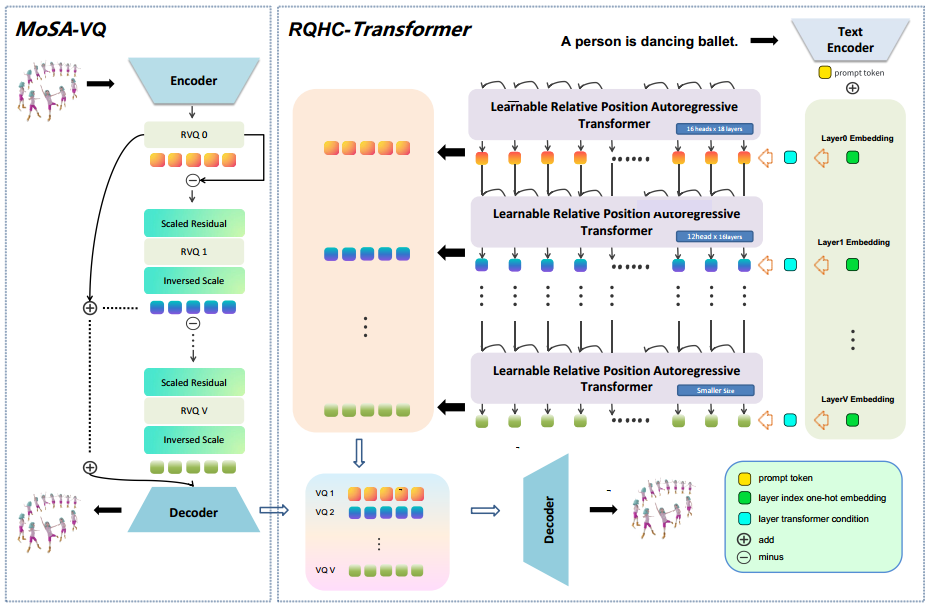 MoSA-VQ
Encoder
RVQ 0
Scaled Residual
RVQ 1
Inversed Scale
Scaled Residual
RVQ V
Inversed Scale
Decoder
RQHC-Transformer
A person is dancing ballet.
Text
Encoder
prompt token
Learnable Relative Position Autoregressive
Transformer
16 heads x 18 layers
Layer0 Embedding
Learnable Relative Position Autoregressive
Transformer
12head x 16layers
Layer1 Embedding
Learnable Relative Position Autoregressive
Transformer
Smaller Size
LayerV Embedding
VQ 1
VQ 2
VQ V
Decoder
prompt token
layer index one-hot embedding
layer transformer condition
add
minus